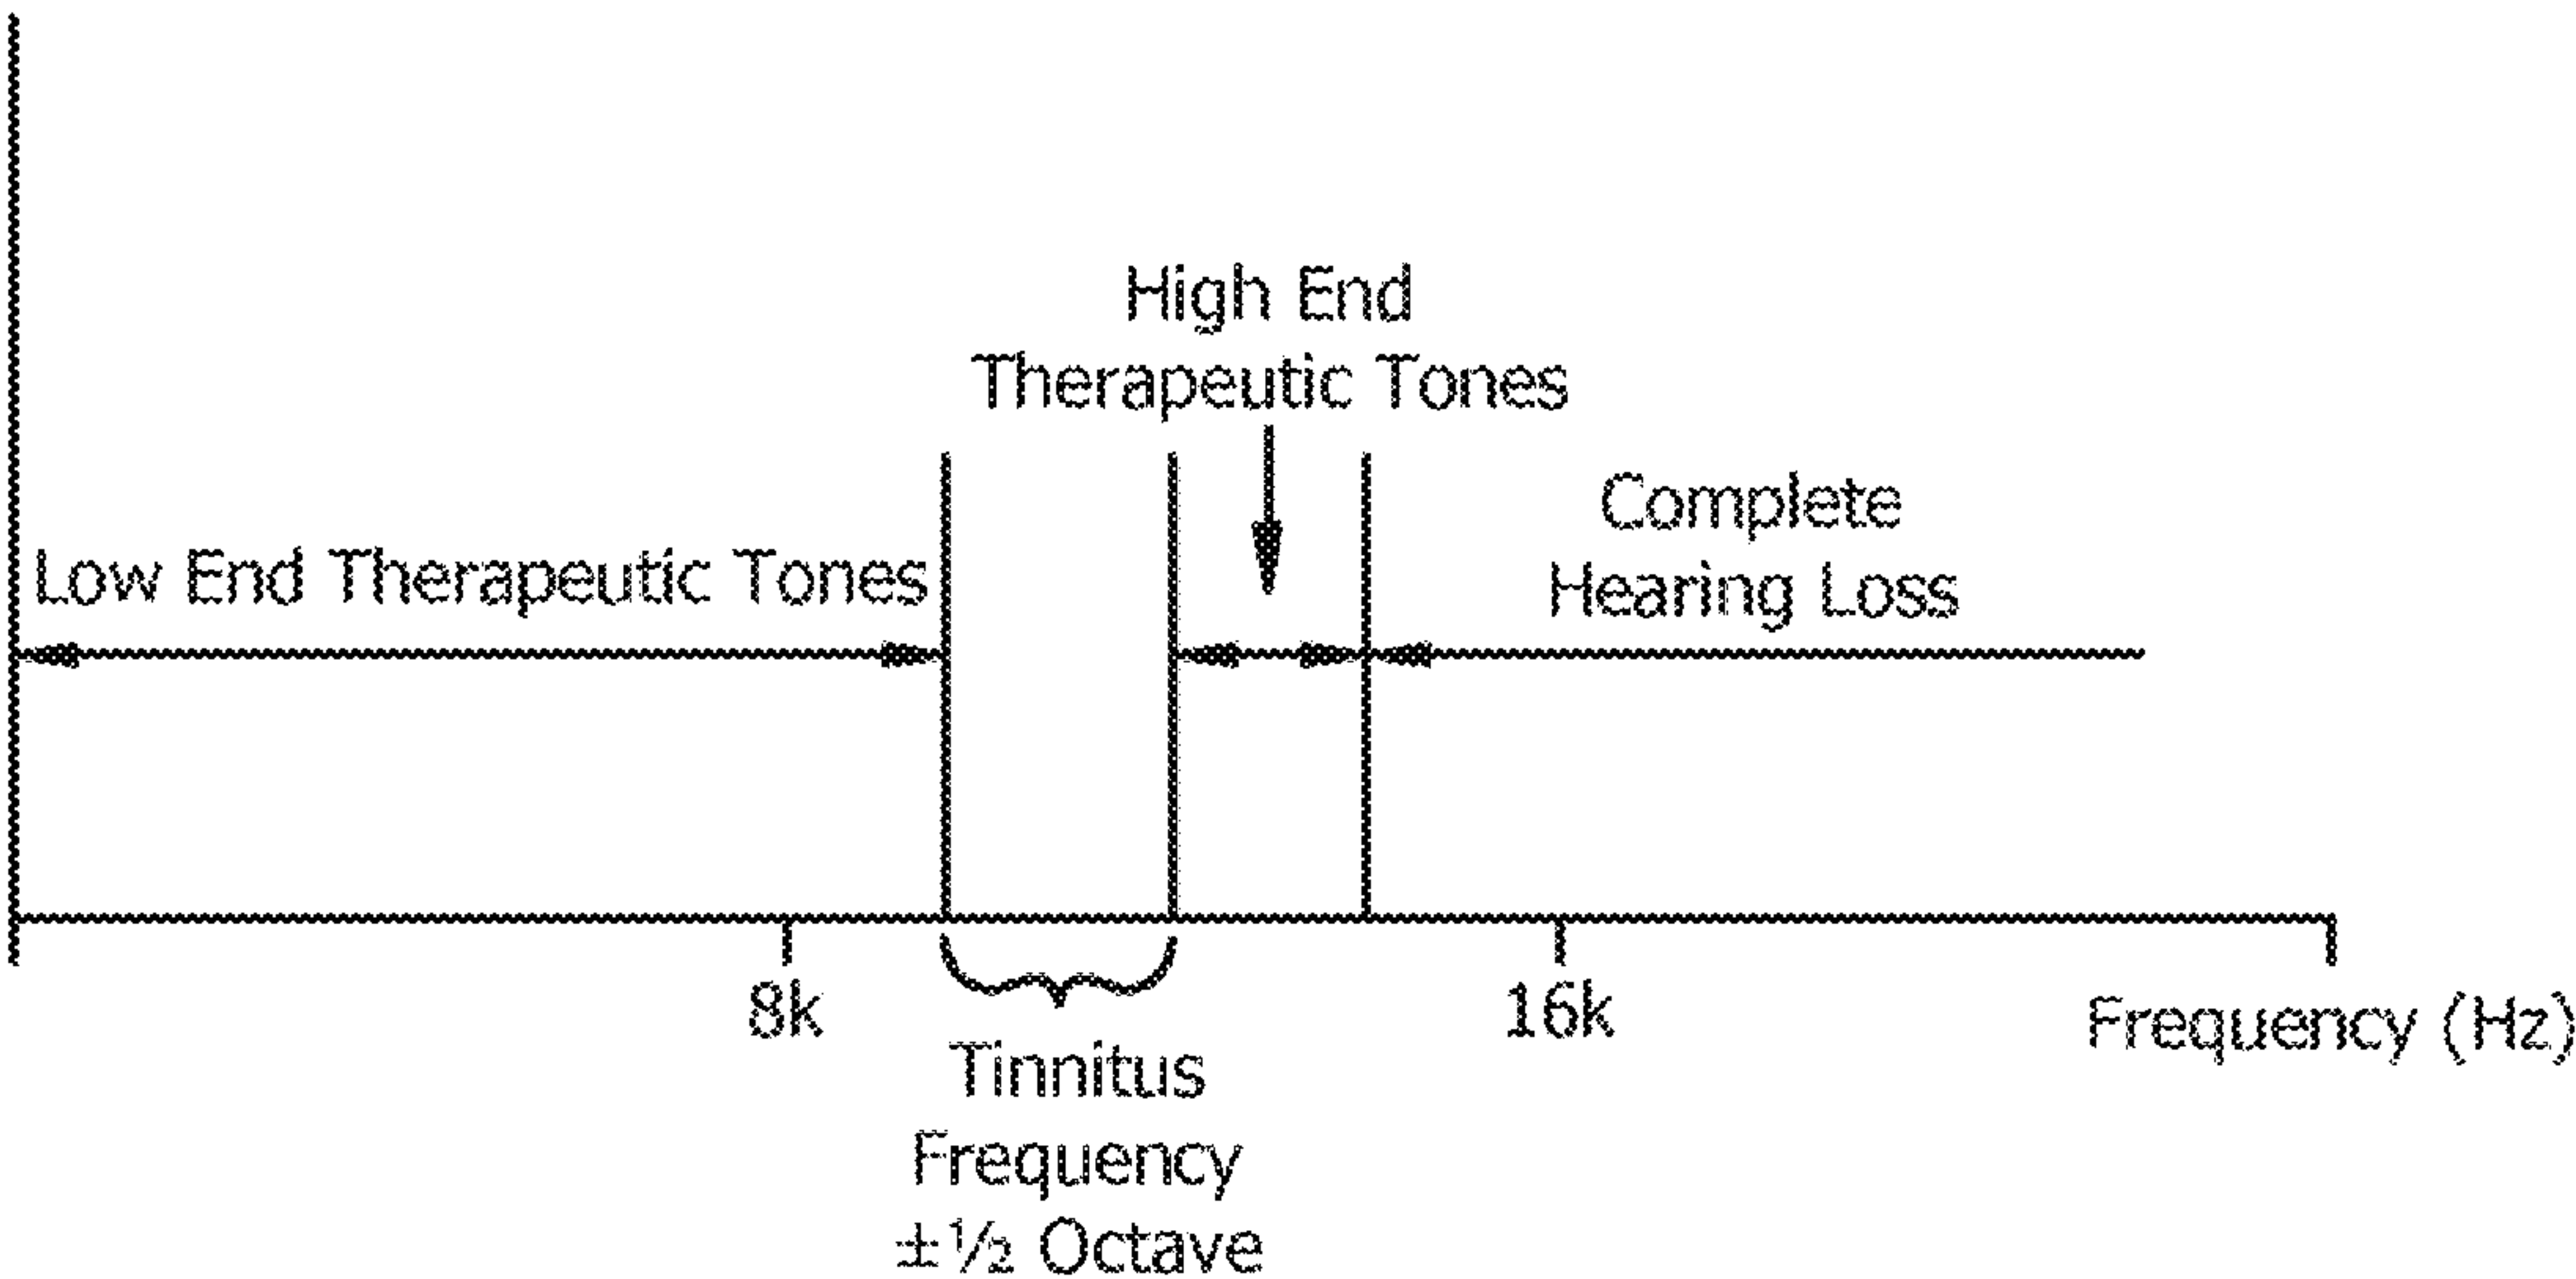 High End
Therapeutic Tones
Complete
Hearing Loss
Low End Therapeutic Tones
8k
16k
Frequency (Hz)
Tinnitus
Frequency
±½ Octave